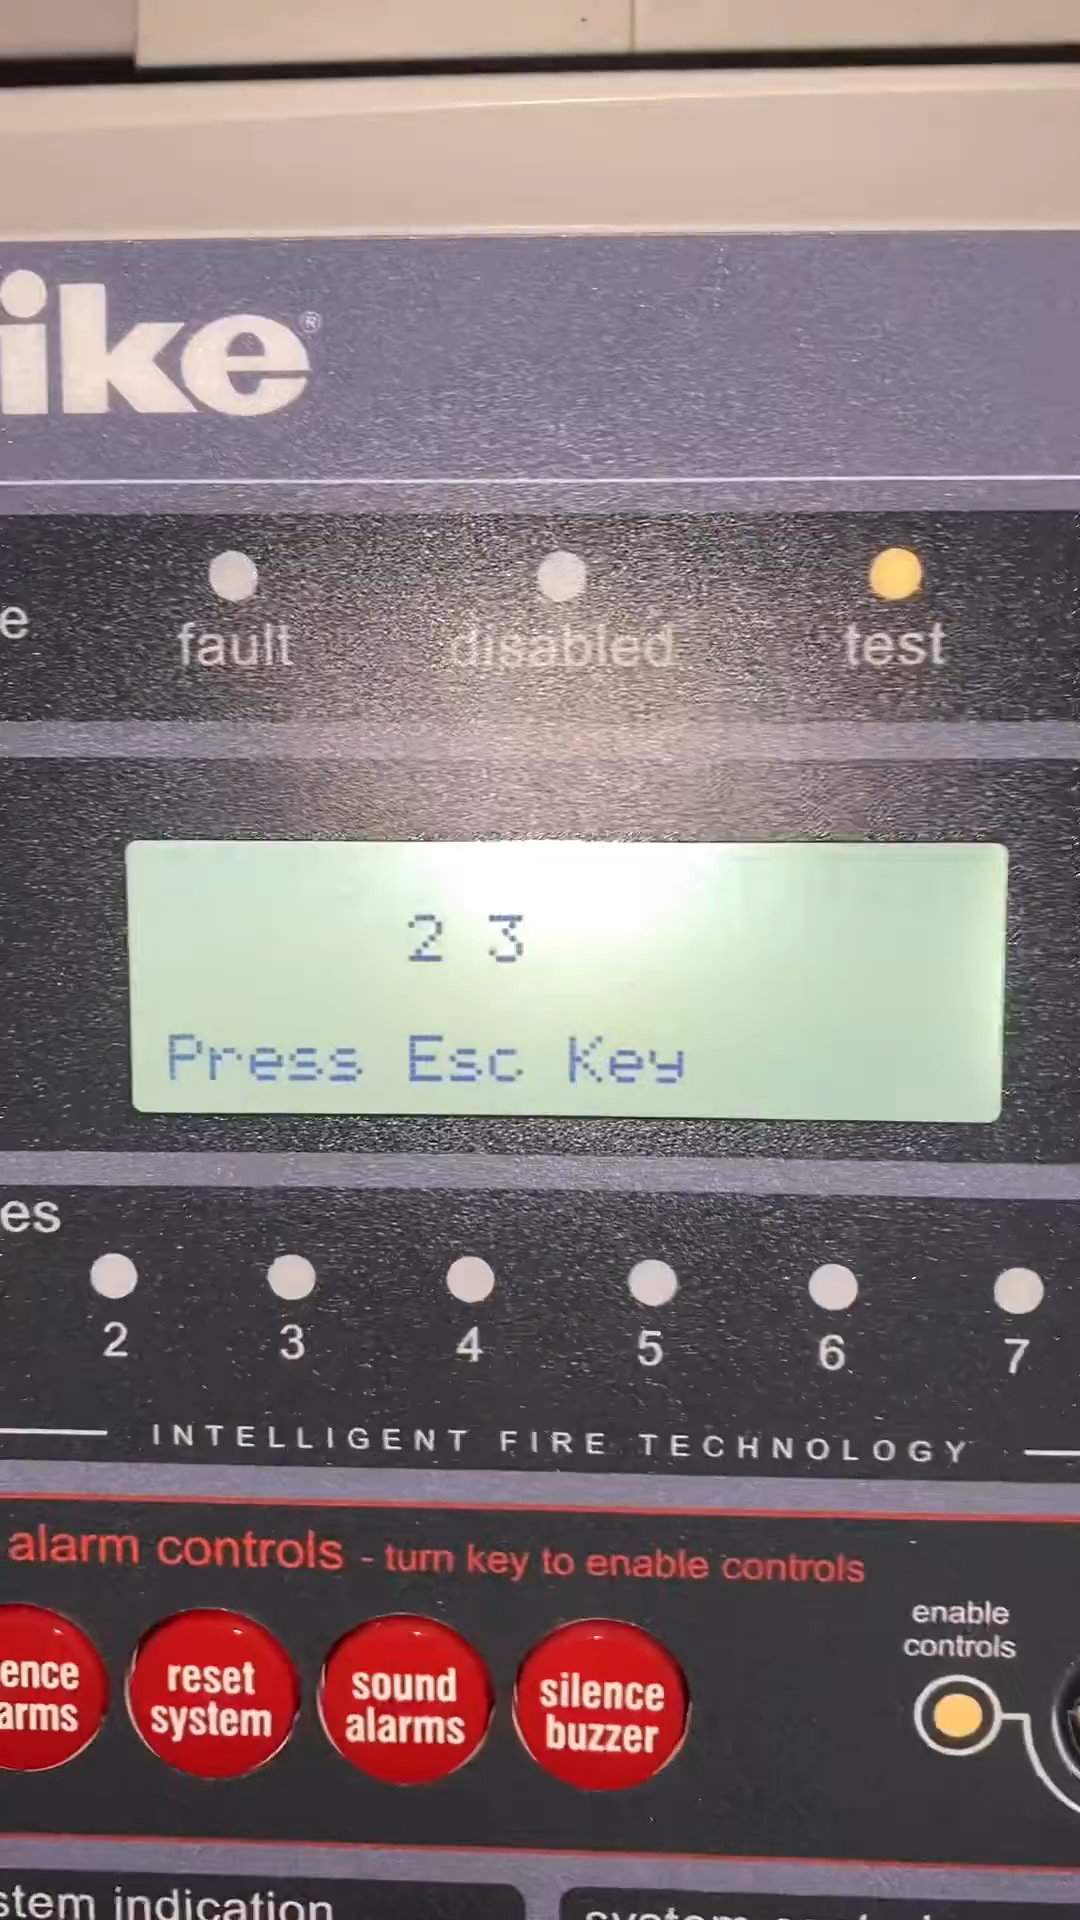 ike®
e
fault
disabled
test
2 3
Press Esc Key
es
2 3 4 5 6 7
INTELLIGENT FIRE TECHNOLOGY
alarm controls - turn key to enable controls
enable
controls
ence
arms
reset
system
sound
alarms
silence
buzzer
stem indication